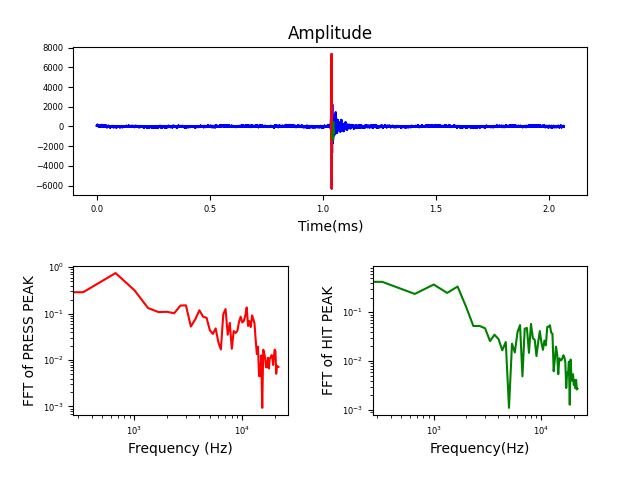 Amplitude
8000
6000
4000
2000
0
−2000
−4000
−6000
0.0 0.5 1.0 1.5 2.0
Time(ms)
FFT of PRESS PEAK
10⁰
10⁻¹
10⁻²
10⁻³
10³ 10⁴
Frequency (Hz)
FFT of HIT PEAK
10⁻¹
10⁻²
10⁻³
10³ 10⁴
Frequency(Hz)